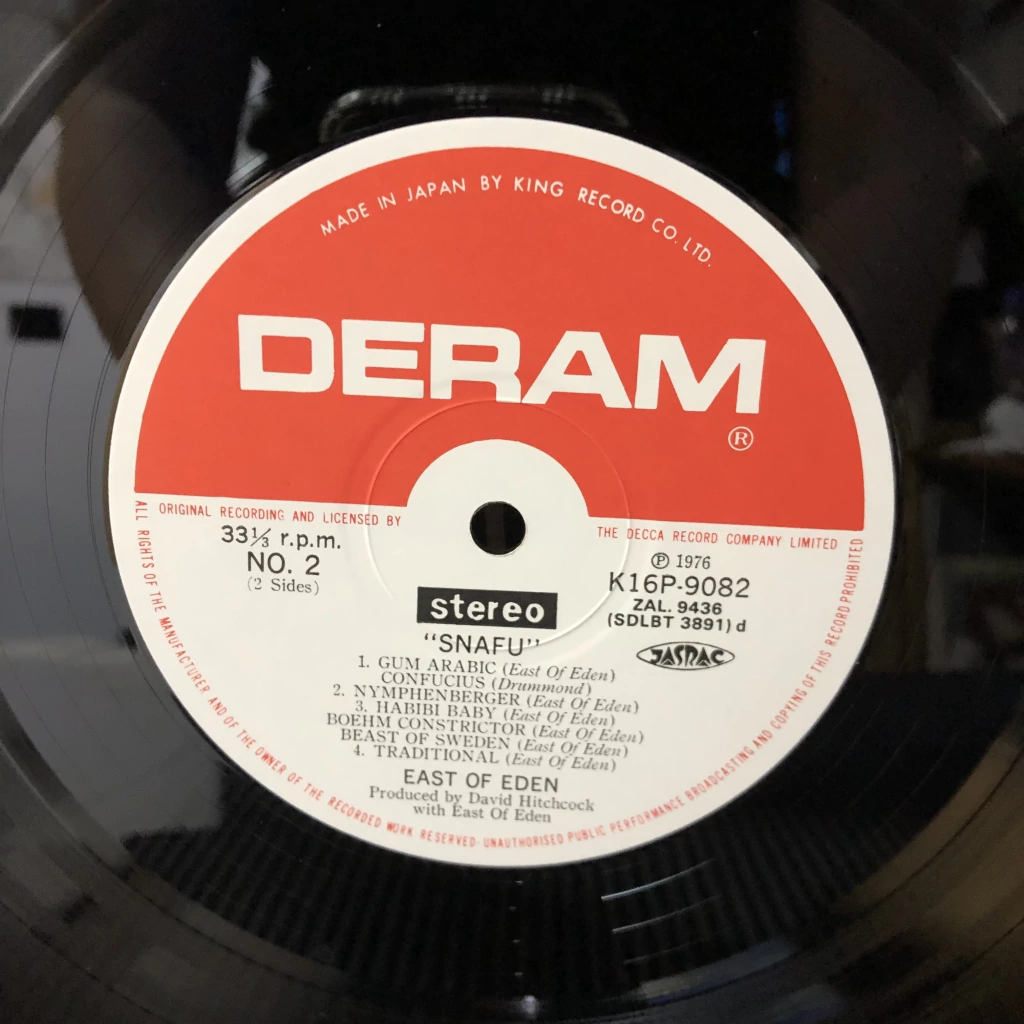 MADE IN JAPAN BY KING RECORD CO. LTD.
DERAM
®
ORIGINAL RECORDING AND LICENSED BY
THE DECCA RECORD COMPANY LIMITED
33⅓ r.p.m.
NO. 2
(2 Sides)
℗ 1976
K16P-9082
ZAL. 9436
(SDLBT 3891) d
JASRAC
stereo
"SNAFU"
1. GUM ARABIC (East Of Eden)
CONFUCIUS (Drummond)
2. NYMPHENBERGER (East Of Eden)
3. HABIBI BABY (East Of Eden)
BOEHM CONSTRICTOR (East Of Eden)
BEAST OF SWEDEN (East Of Eden)
4. TRADITIONAL (East Of Eden)
EAST OF EDEN
Produced by David Hitchcock
with East Of Eden
ALL RIGHTS OF THE MANUFACTURER AND OF THE OWNER OF THE RECORDED WORK RESERVED· UNAUTHORISED PUBLIC PERFORMANCE BROADCASTING AND COPYING OF THIS RECORD PROHIBITED